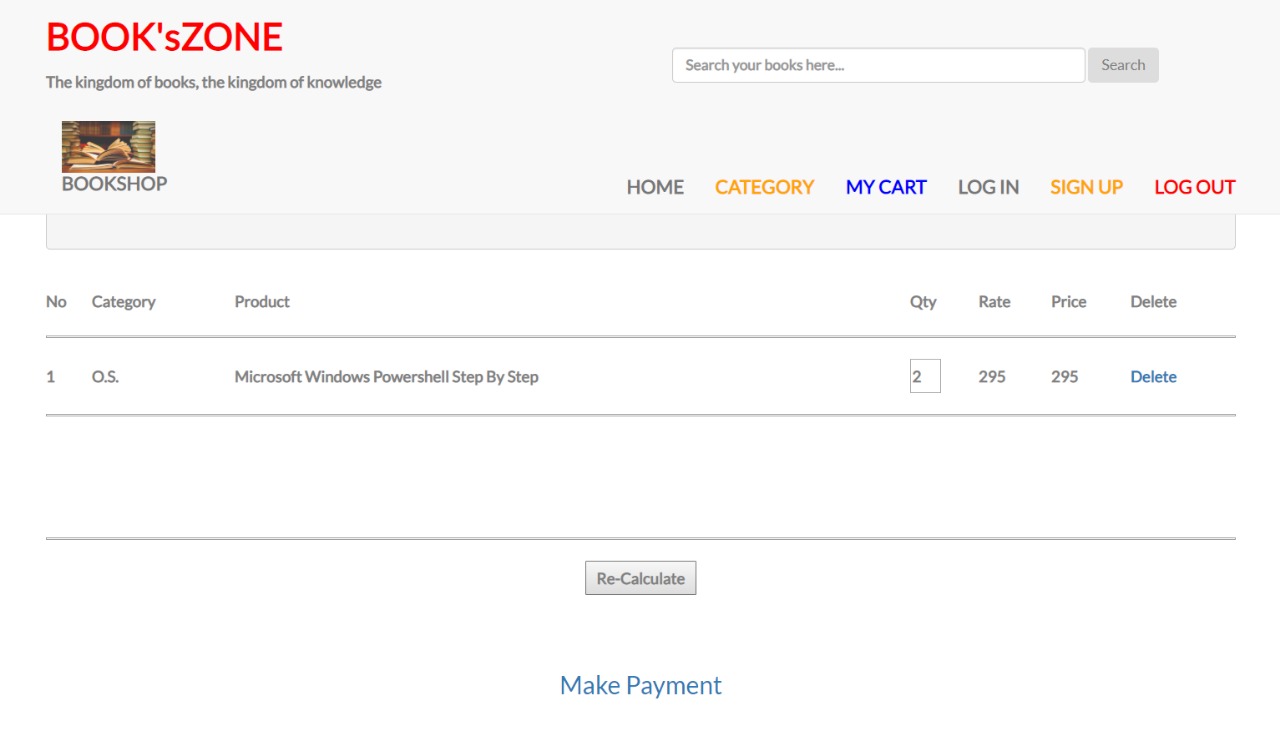 BOOK'sZONE
The kingdom of books, the kingdom of knowledge
Search your books here...
Search
BOOKSHOP
HOME CATEGORY MY CART LOG IN SIGN UP LOG OUT
No Category Product Qty Rate Price Delete
1 O.S. Microsoft Windows Powershell Step By Step 2 295 295 Delete
Re-Calculate
Make Payment